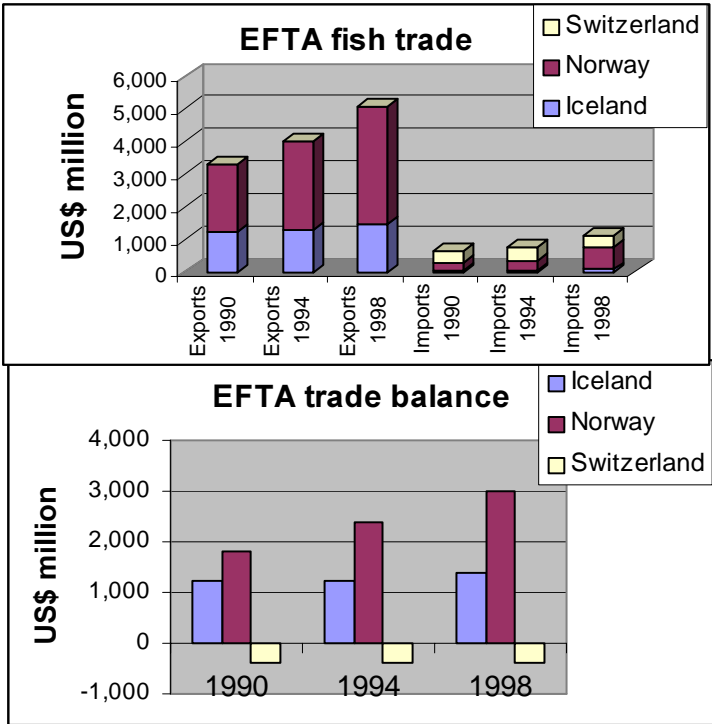 EFTA fish trade
Switzerland
Norway
Iceland
US$ million
6,000
5,000
4,000
3,000
2,000
1,000
0
Exports
1990
Exports
1994
Exports
1998
Imports
1990
Imports
1994
Imports
1998
EFTA trade balance
Iceland
Norway
Switzerland
US$ million
4,000
3,000
2,000
1,000
0
-1,000
1990
1994
1998